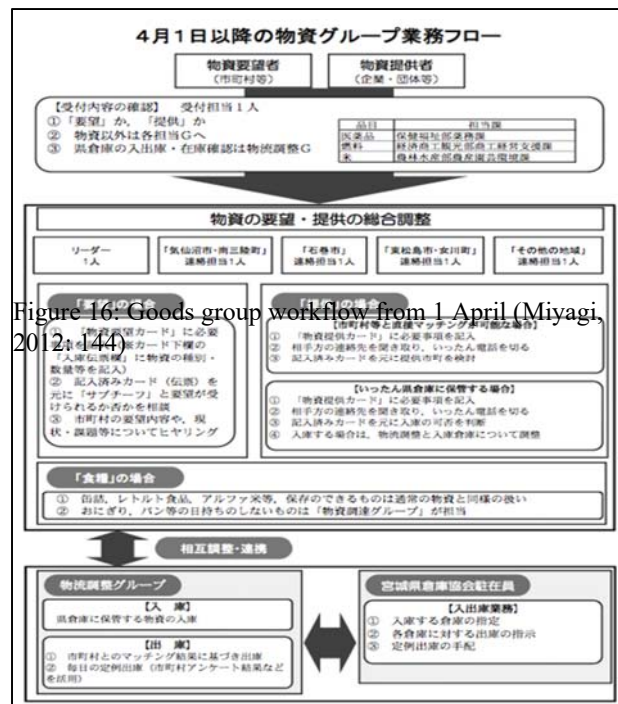 4月1日以降の物資グループ業務フロー
物資要望者
（市町村等）
物資提供者
（企業・団体等）
【受付内容の確認】　受付担当1人
①「要望」か，「提供」か
②　物資以外は各担当Gへ
③　県倉庫の入出庫・在庫確認は物流調整G
品目　担当課
医薬品　保健福祉部業務課
燃料　経済商工観光部商工経営支援課
米　農林水産部農産園芸環境課
物資の要望・提供の総合調整
リーダー
1人
「気仙沼市・南三陸町」
連絡担当1人
「石巻市」
連絡担当1人
「東松島市・女川町」
連絡担当1人
「その他の地域」
連絡担当1人
の場合
の場合
Figure 16: Goods group workflow from 1 April (Miyagi,
2012: 144)
①　「物資要望カード」に必要
カード下欄の
「入庫伝票欄」に物資の種別・
数量等を記入）
②　記入済みカード（伝票）を
元に「サブチーフ」と要望が受
けられるか否かを相談
③　市町村の要望内容や，現
状・課題等についてヒヤリング
【市町村等と直接マッチングが可能な場合】
①　「物資提供カード」に必要事項を記入
②　相手方の連絡先を聞き取り，いったん電話を切る
③　記入済みカードを元に提供市町を検討
【いったん県倉庫に保管する場合】
①　「物資提供カード」に必要事項を記入
②　相手方の連絡先を聞き取り，いったん電話を切る
③　記入済みカードを元に入庫の可否を判断
④　入庫する場合は，物流調整と入庫倉庫について調整
「食糧」の場合
①　缶詰，レトルト食品，アルファ米等，保存のできるものは通常の物資と同様の扱い
②　おにぎり，パン等の日持ちのしないものは「物資調達グループ」が担当
相互調整・連携
物流調整グループ
【入　庫】
県倉庫に保管する物資の入庫
【出　庫】
①　市町村とのマッチング結果に基づき出庫
②　毎日の定例出庫（市町村アンケート結果など
を活用）
宮城県倉庫協会駐在員
【入出庫業務】
①　入庫する倉庫の指定
②　各倉庫に対する出庫の指示
③　定例出庫の手配